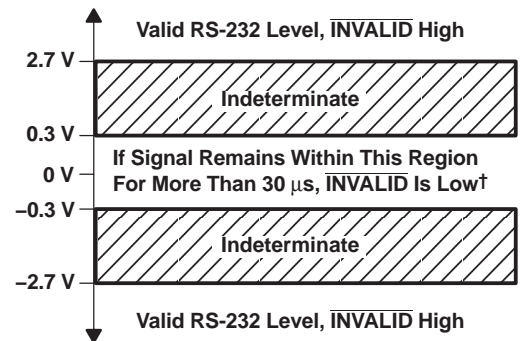 Valid RS-232 Level, INVALID High
2.7 V
Indeterminate
0.3 V
If Signal Remains Within This Region
0 V
For More Than 30 μs, INVALID Is Low†
−0.3 V
Indeterminate
−2.7 V
Valid RS-232 Level, INVALID High